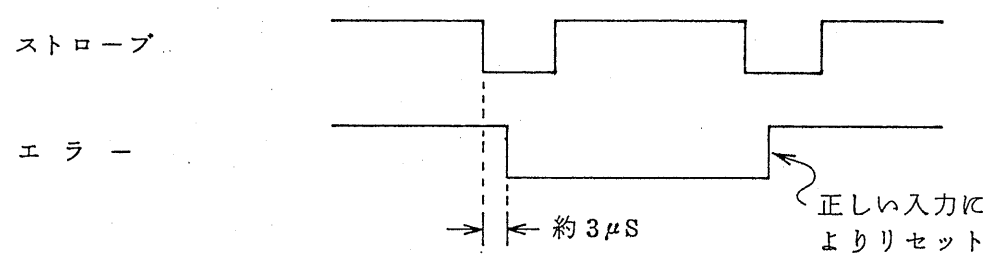 ストローブ
エラー
約3μS
正しい入力に
よりリセット